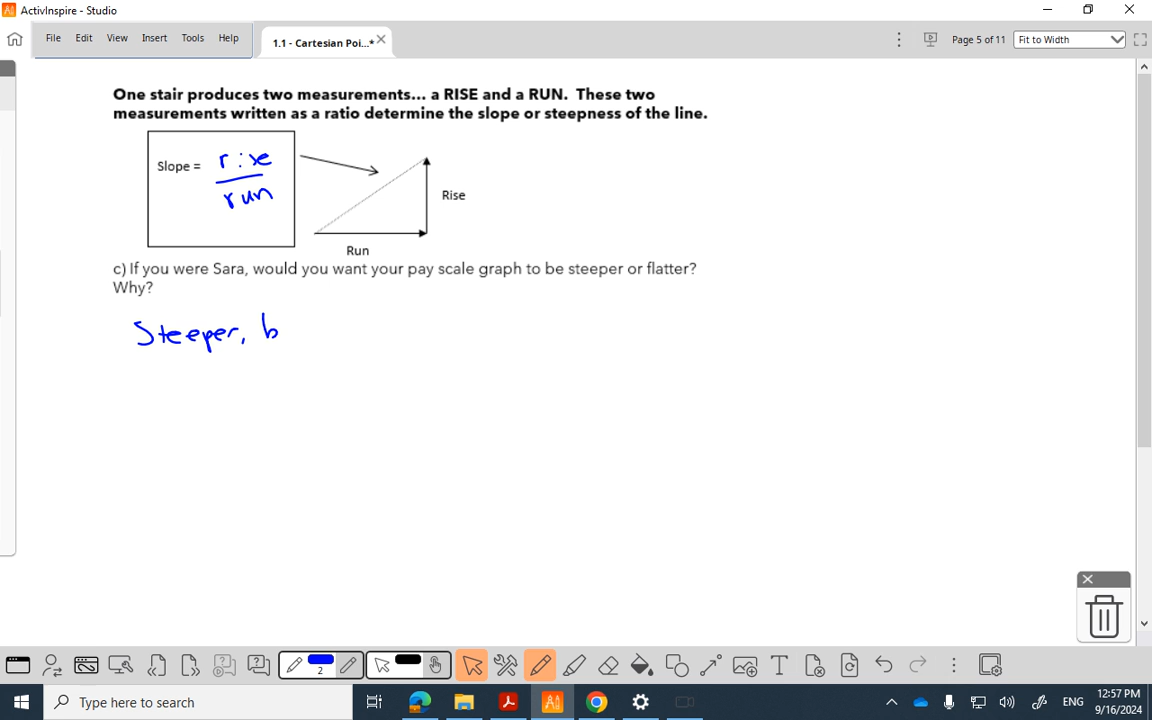 ActivInspire - Studio
File Edit View Insert Tools Help
1.1 - Cartesian Poi...*
Page 5 of 11
Fit to Width
One stair produces two measurements... a RISE and a RUN. These two
measurements written as a ratio determine the slope or steepness of the line.
Slope = rise
run
Rise
Run
c) If you were Sara, would you want your pay scale graph to be steeper or flatter?
Why?
Steeper, b
2
Type here to search
ENG
12:57 PM
9/16/2024